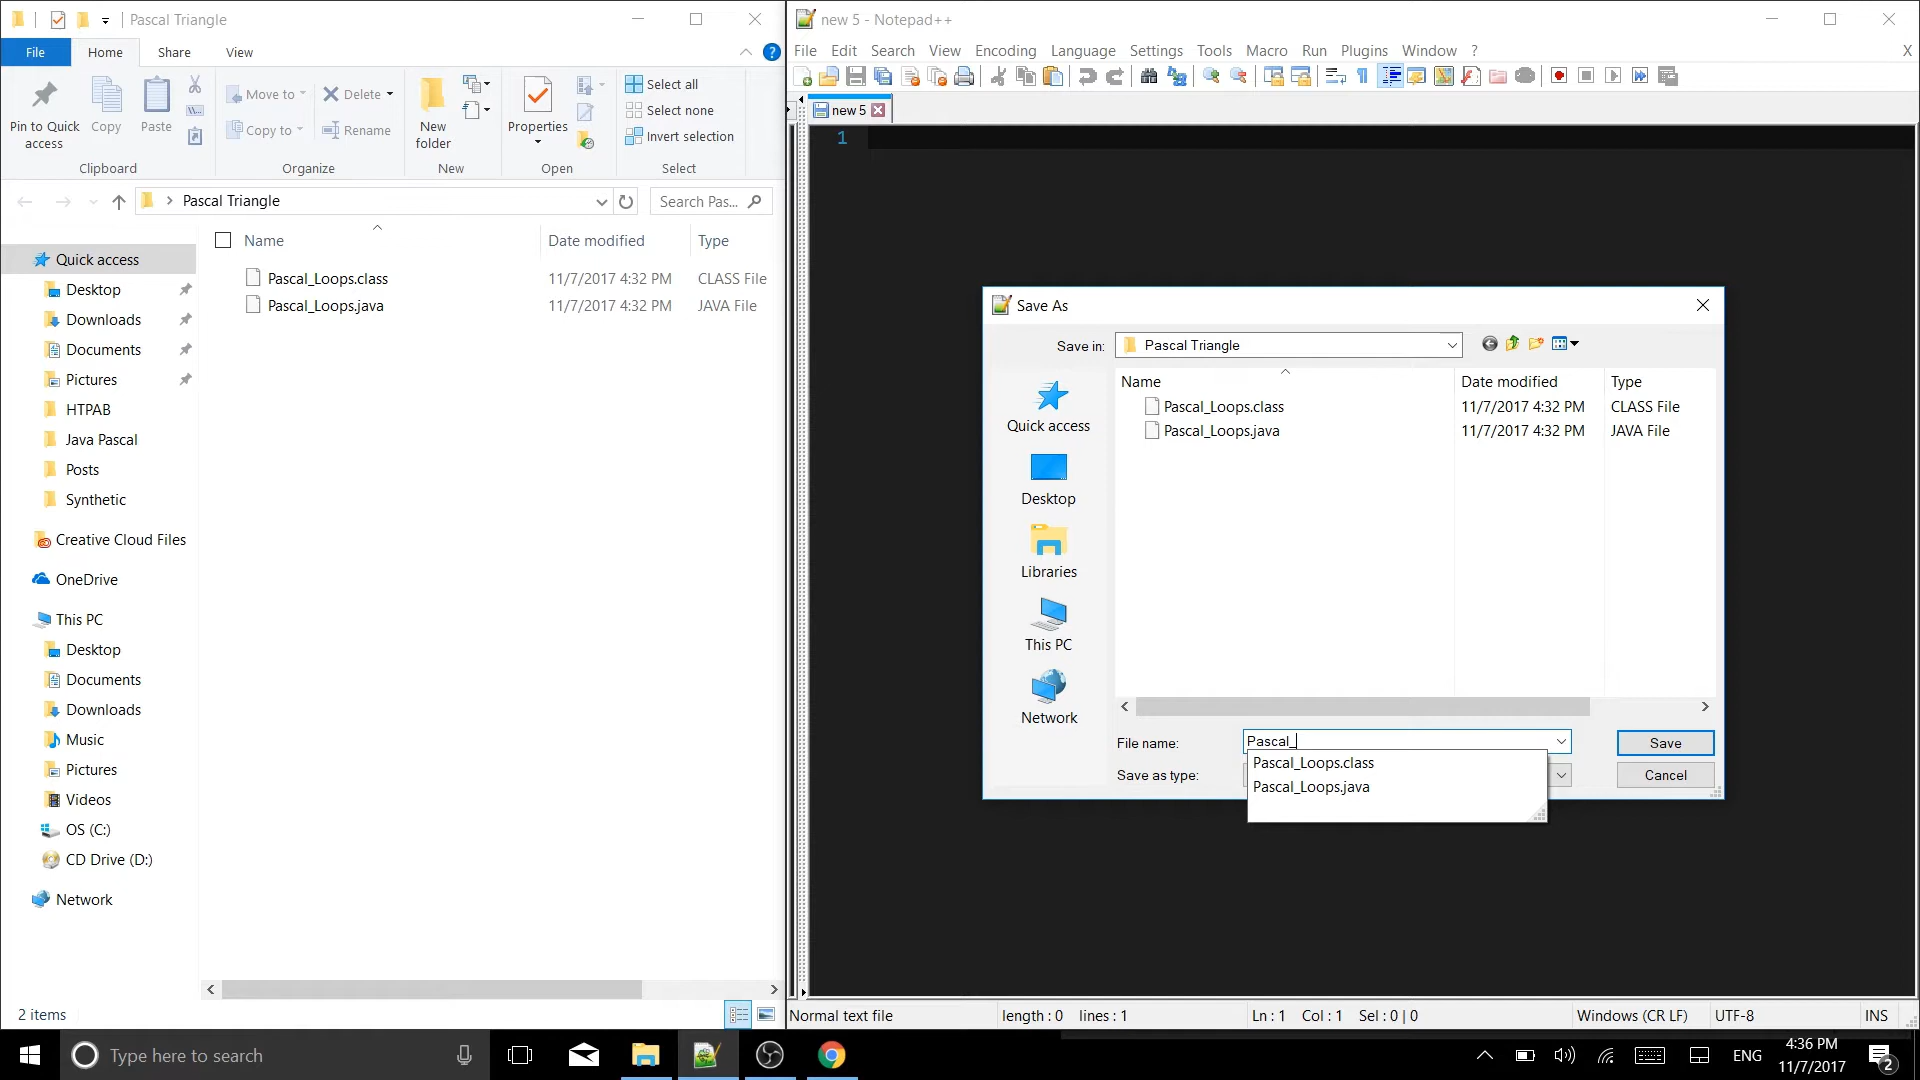 Pascal Triangle
File
Home
Share
View
Pin to Quick access
Copy
Paste
Move to
Copy to
Delete
Rename
New folder
Properties
Select all
Select none
Invert selection
Clipboard
Organize
New
Open
Select
Pascal Triangle
Search Pas...
Name
Date modified
Type
Pascal_Loops.class 11/7/2017 4:32 PM CLASS File
Pascal_Loops.java 11/7/2017 4:32 PM JAVA File
Quick access
Desktop
Downloads
Documents
Pictures
HTPAB
Java Pascal
Posts
Synthetic
Creative Cloud Files
OneDrive
This PC
Desktop
Documents
Downloads
Music
Pictures
Videos
OS (C:)
CD Drive (D:)
Network
2 items
new 5 - Notepad++
File Edit Search View Encoding Language Settings Tools Macro Run Plugins Window ? X
new 5
1
Save As
Save in: Pascal Triangle
Quick access
Desktop
Libraries
This PC
Network
Name Date modified Type
Pascal_Loops.class 11/7/2017 4:32 PM CLASS File
Pascal_Loops.java 11/7/2017 4:32 PM JAVA File
File name: Pascal_
Save
Save as type:
Cancel
Pascal_Loops.class
Pascal_Loops.java
Normal text file length : 0 lines : 1 Ln : 1 Col : 1 Sel : 0 | 0 Windows (CR LF) UTF-8 INS
Type here to search
ENG
4:36 PM
11/7/2017
2